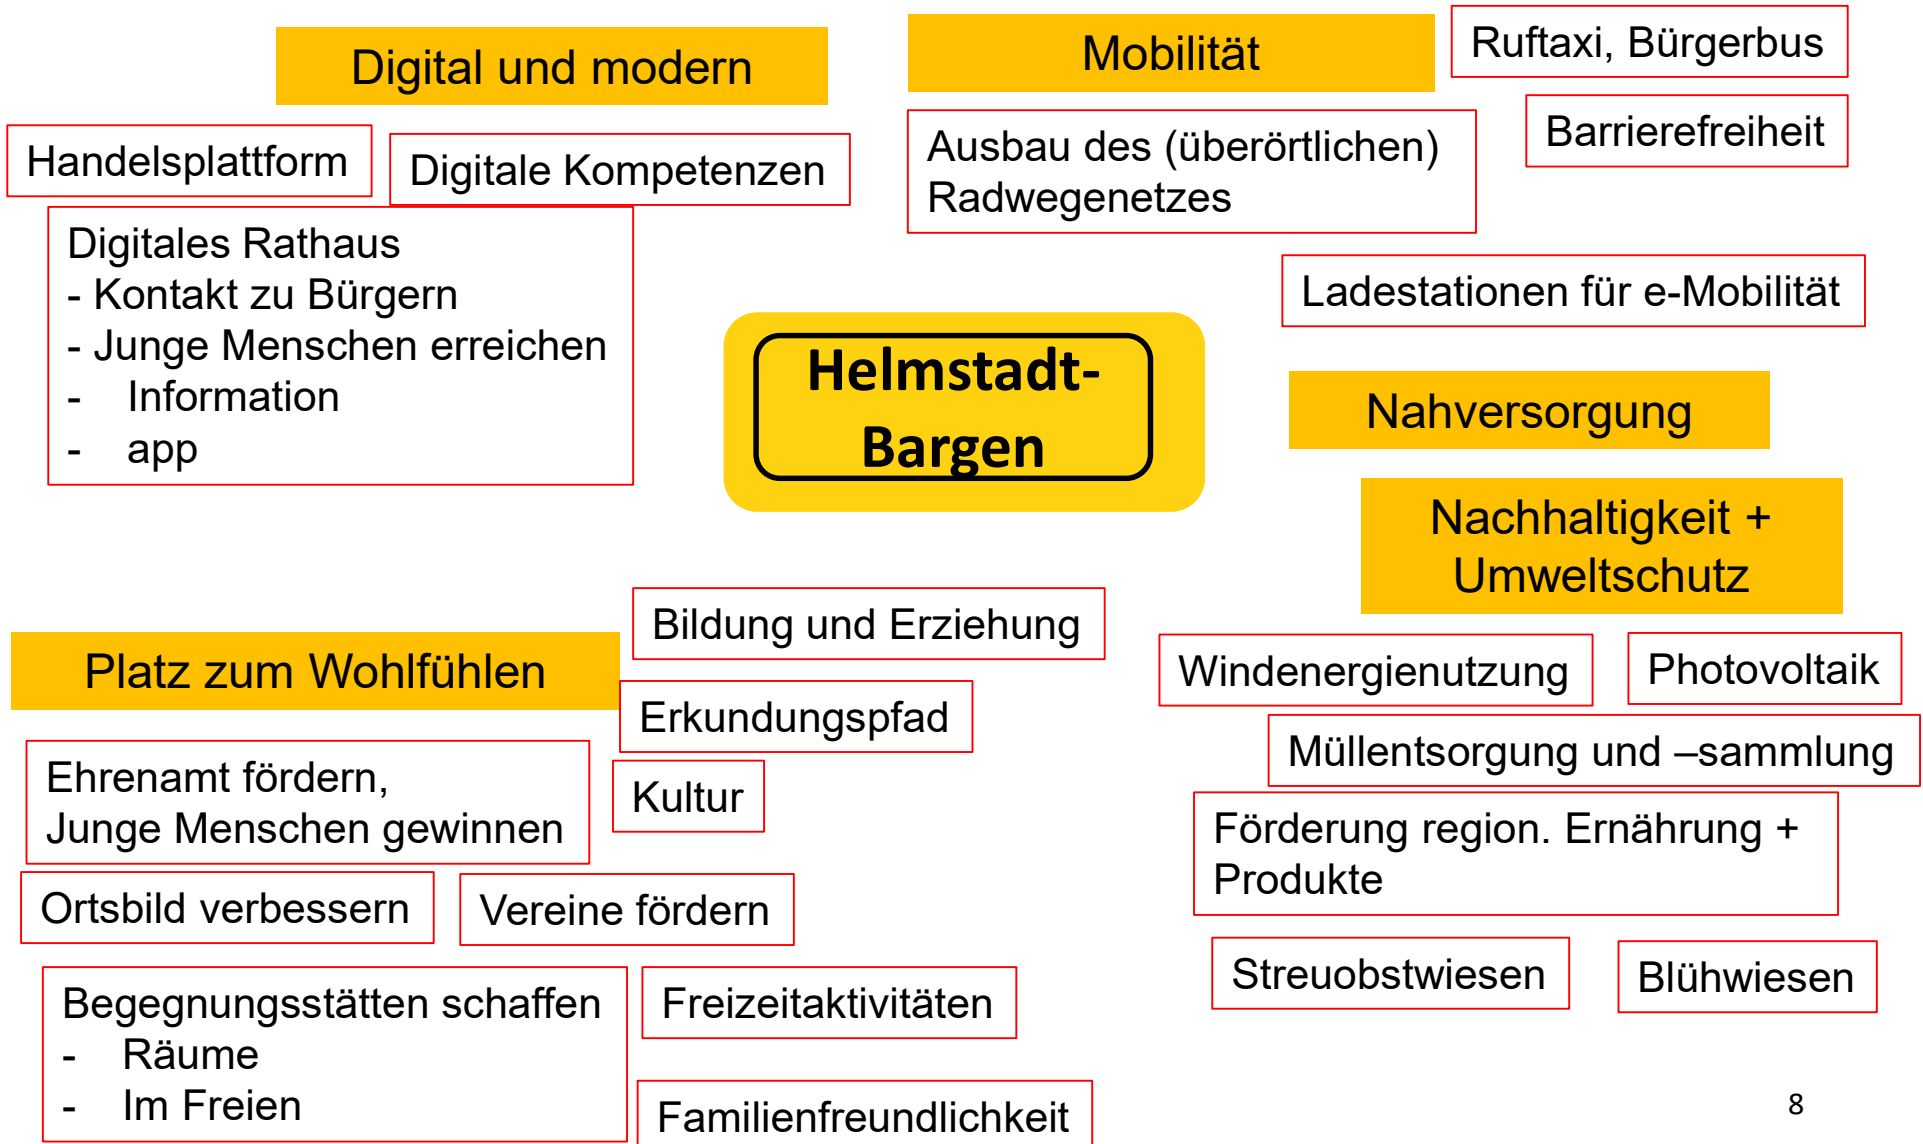 Digital und modern
Handelsplattform
Digitale Kompetenzen
Digitales Rathaus
- Kontakt zu Bürgern
- Junge Menschen erreichen
- Information
- app
Mobilität
Ruftaxi, Bürgerbus
Barrierefreiheit
Ausbau des (überörtlichen)
Radwegenetzes
Ladestationen für e-Mobilität
Helmstadt-
Bargen
Nahversorgung
Nachhaltigkeit +
Umweltschutz
Windenergienutzung
Photovoltaik
Müllentsorgung und –sammlung
Förderung region. Ernährung +
Produkte
Streuobstwiesen
Blühwiesen
Platz zum Wohlfühlen
Bildung und Erziehung
Erkundungspfad
Kultur
Ehrenamt fördern,
Junge Menschen gewinnen
Ortsbild verbessern
Vereine fördern
Begegnungsstätten schaffen
- Räume
- Im Freien
Freizeitaktivitäten
Familienfreundlichkeit
8